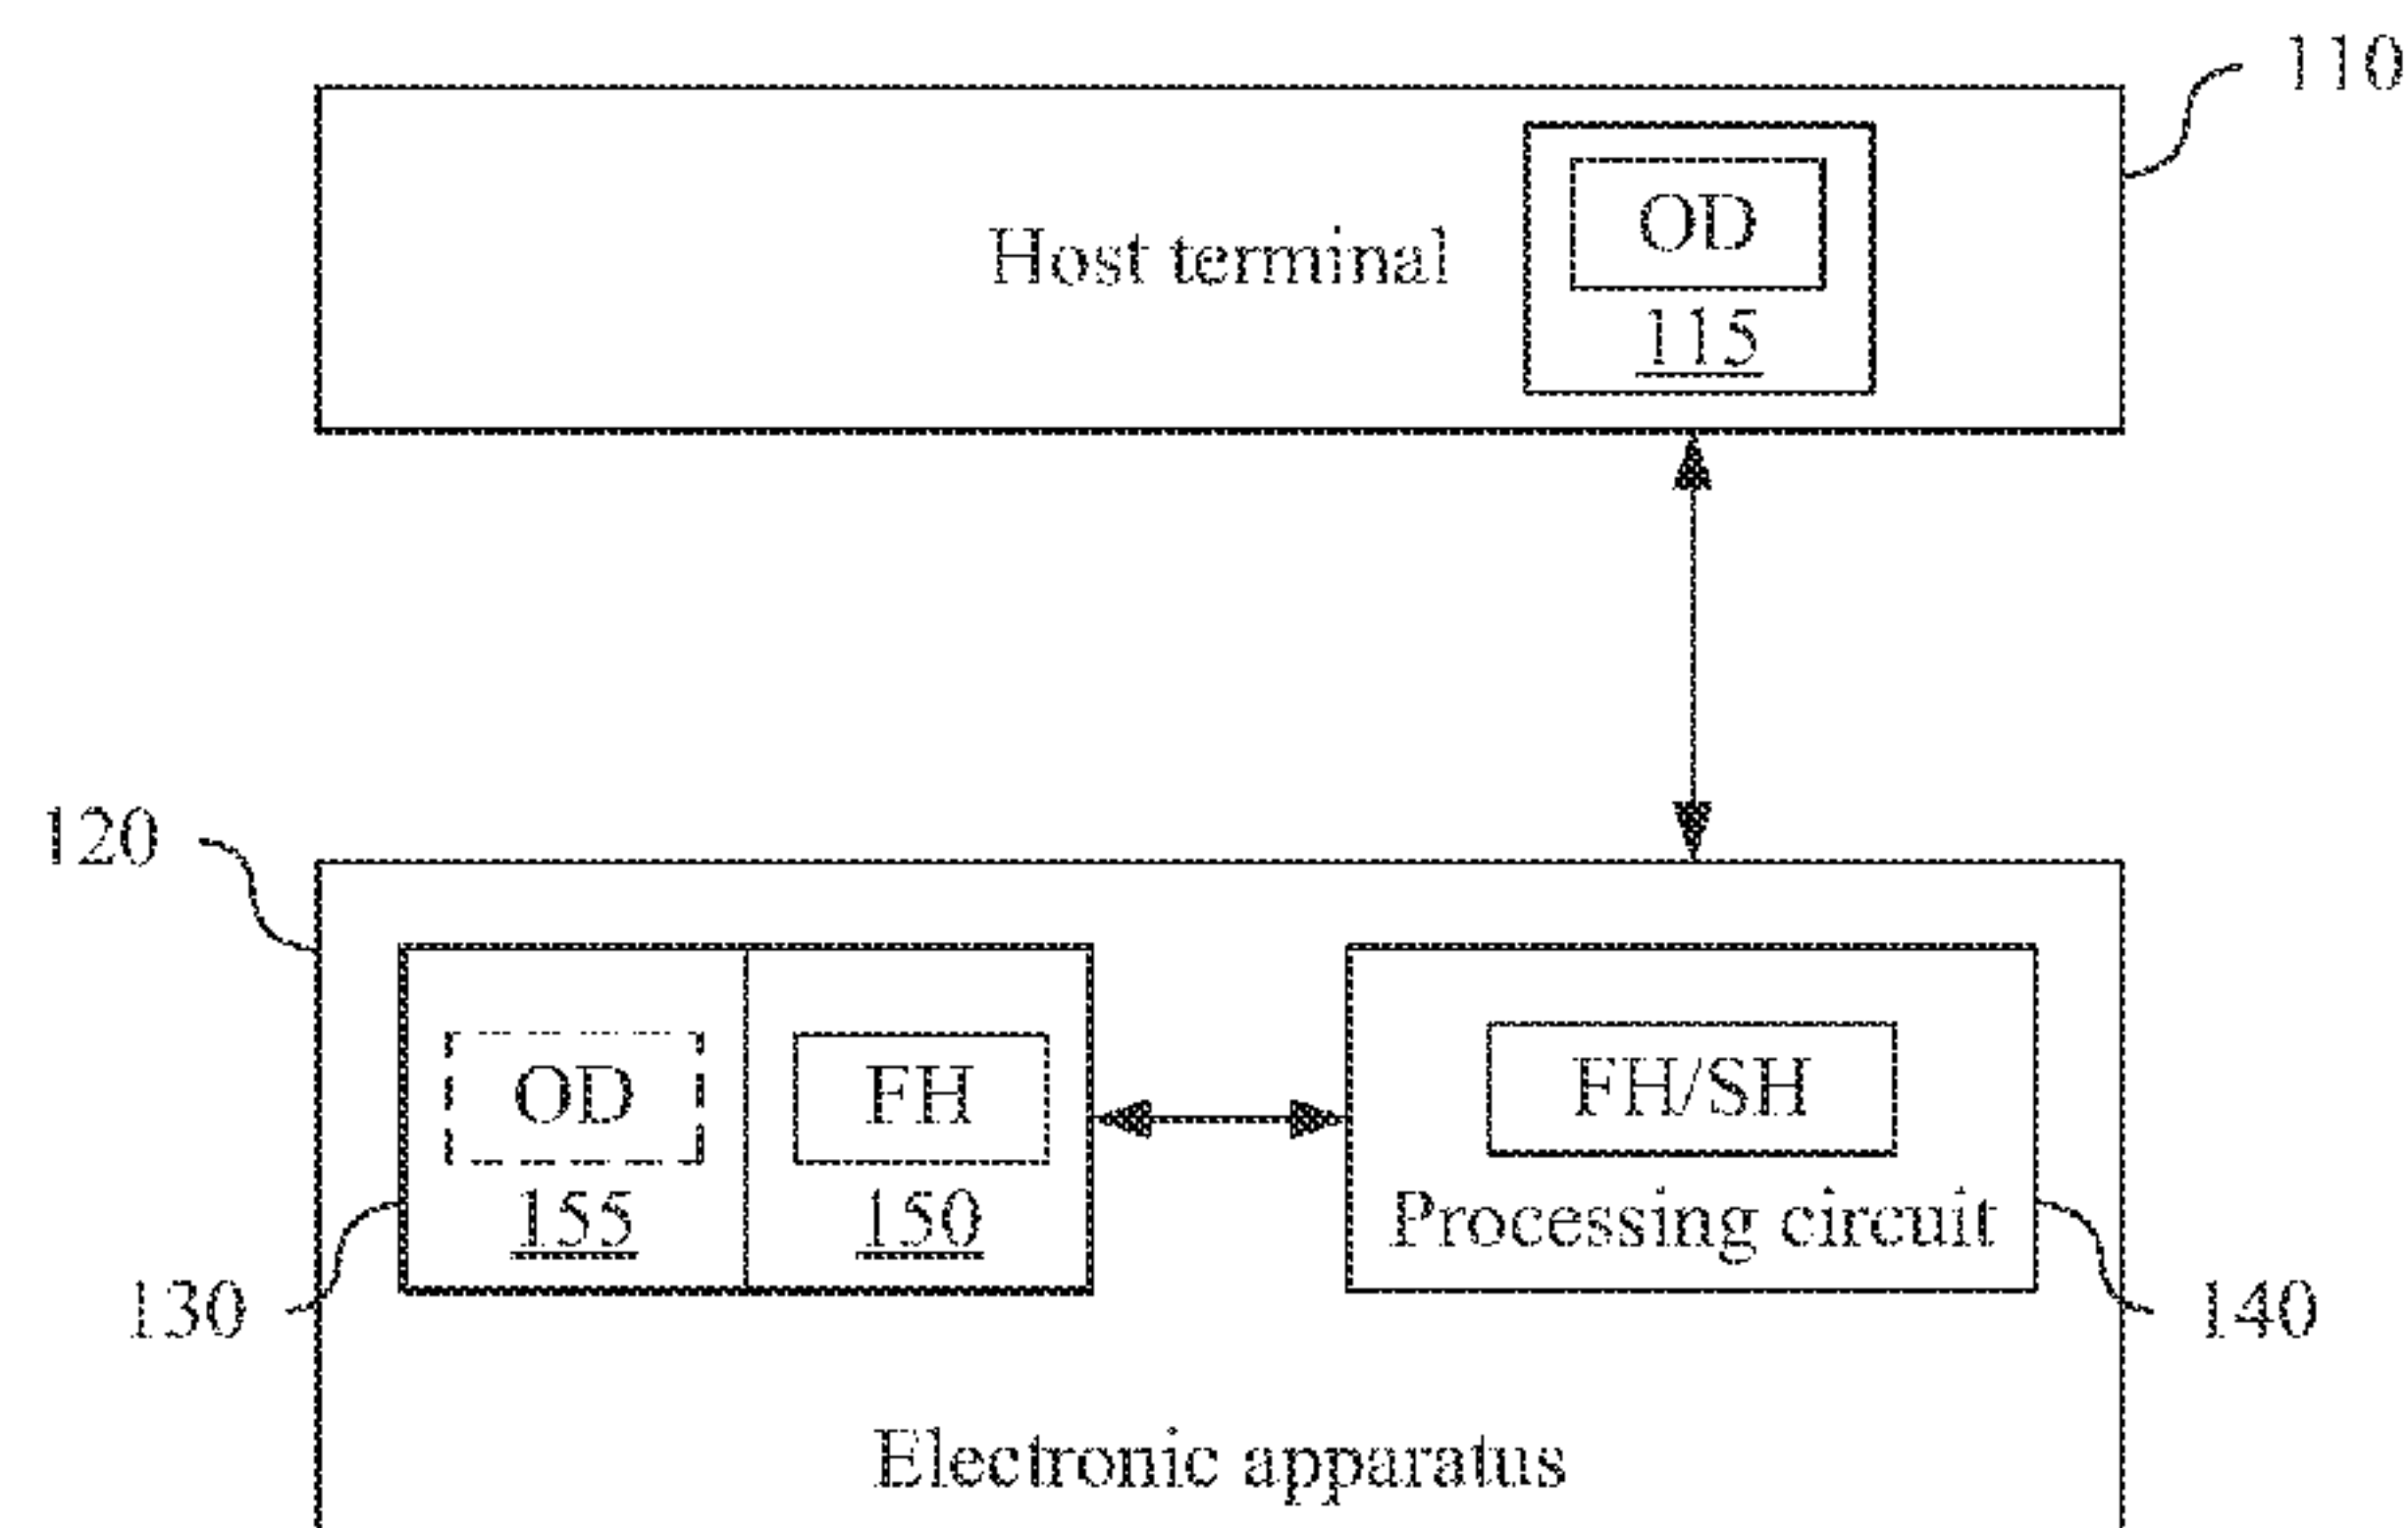 110
OD
Host terminal
115
120
OD
FH
FH/SH
155
150
Processing circuit
130
140
Electronic apparatus